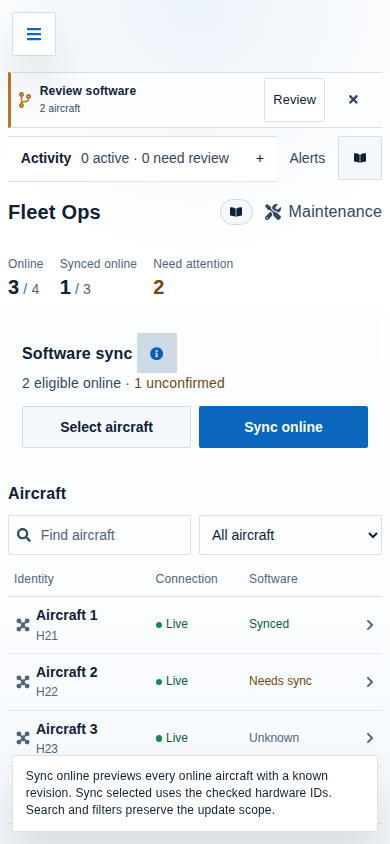 Review software
2 aircraft
Review
Activity 0 active · 0 need review +
Alerts
Fleet Ops
Maintenance
Online
3 / 4
Synced online
1 / 3
Need attention
2
Software sync
2 eligible online · 1 unconfirmed
Select aircraft
Sync online
Aircraft
Find aircraft
All aircraft
Identity Connection Software
Aircraft 1
H21
Live
Synced
Aircraft 2
H22
Live
Needs sync
Aircraft 3
H23
Live
Unknown
Sync online previews every online aircraft with a known
revision. Sync selected uses the checked hardware IDs.
Search and filters preserve the update scope.